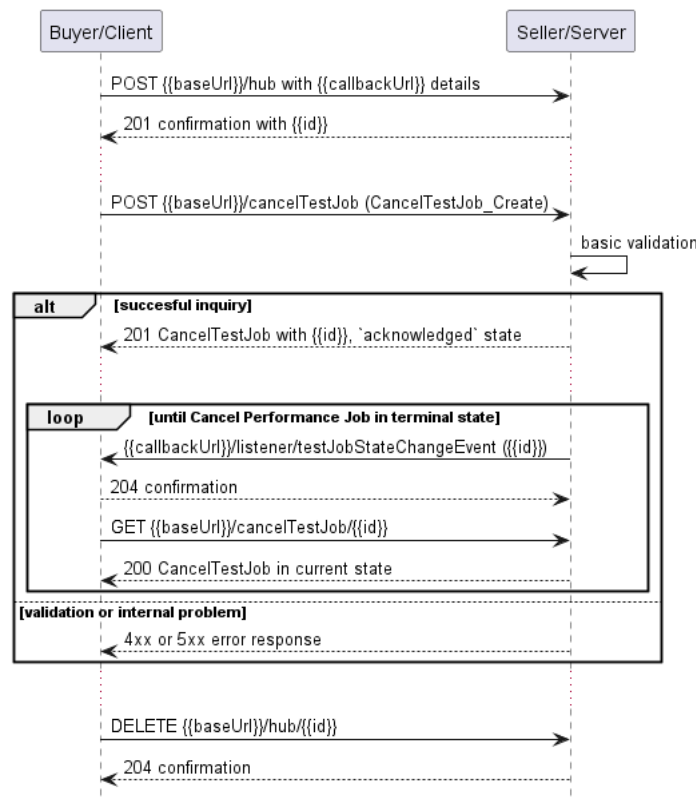 Buyer/Client
Seller/Server
POST {{baseUrl}}/hub with {{callbackUrl}} details
201 confirmation with {{id}}
POST {{baseUrl}}/cancelTestJob (CancelTestJob_Create)
basic validation
alt [succesful inquiry]
201 CancelTestJob with {{id}}, `acknowledged` state
loop [until Cancel Performance Job in terminal state]
{{callbackUrl}}/listener/testJobStateChangeEvent ({{id}})
204 confirmation
GET {{baseUrl}}/cancelTestJob/{{id}}
200 CancelTestJob in current state
[validation or internal problem]
4xx or 5xx error response
DELETE {{baseUrl}}/hub/{{id}}
204 confirmation